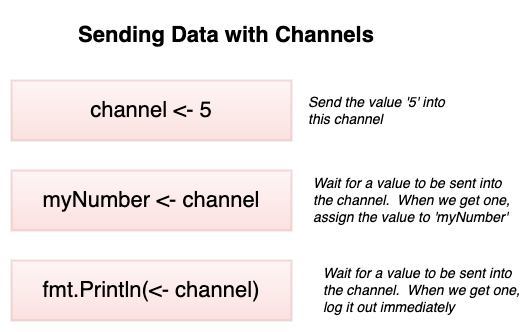 Sending Data with Channels
channel <- 5
Send the value '5' into
this channel
myNumber <- channel
Wait for a value to be sent into
the channel. When we get one,
assign the value to 'myNumber'
fmt.Println(<- channel)
Wait for a value to be sent into
the channel. When we get one,
log it out immediately